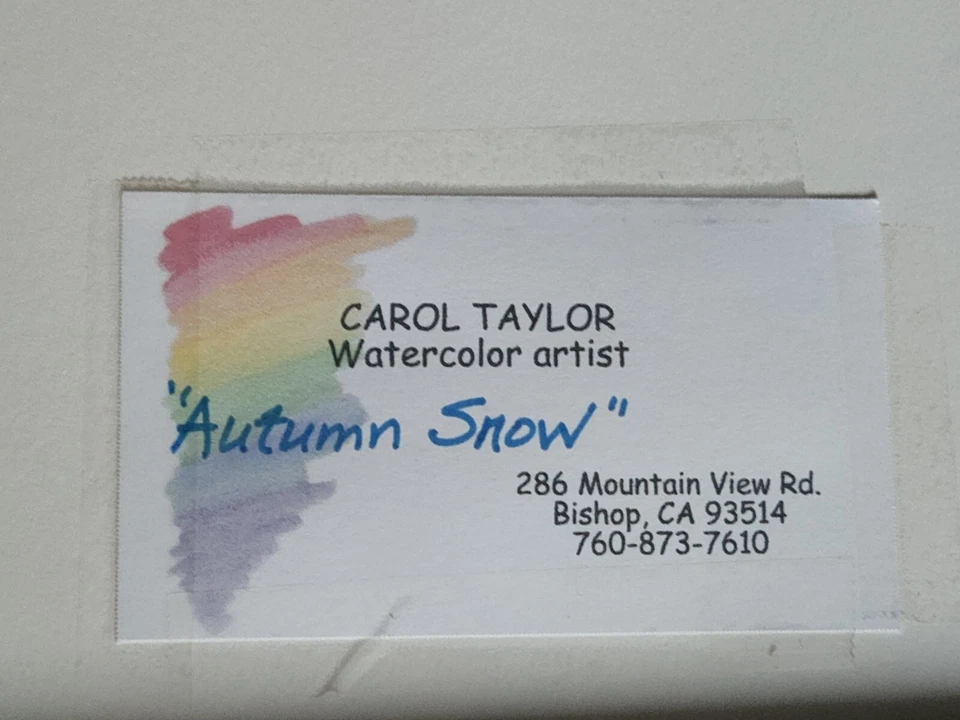 CAROL TAYLOR
Watercolor artist
"Autumn Snow"
286 Mountain View Rd.
Bishop, CA 93514
760-873-7610